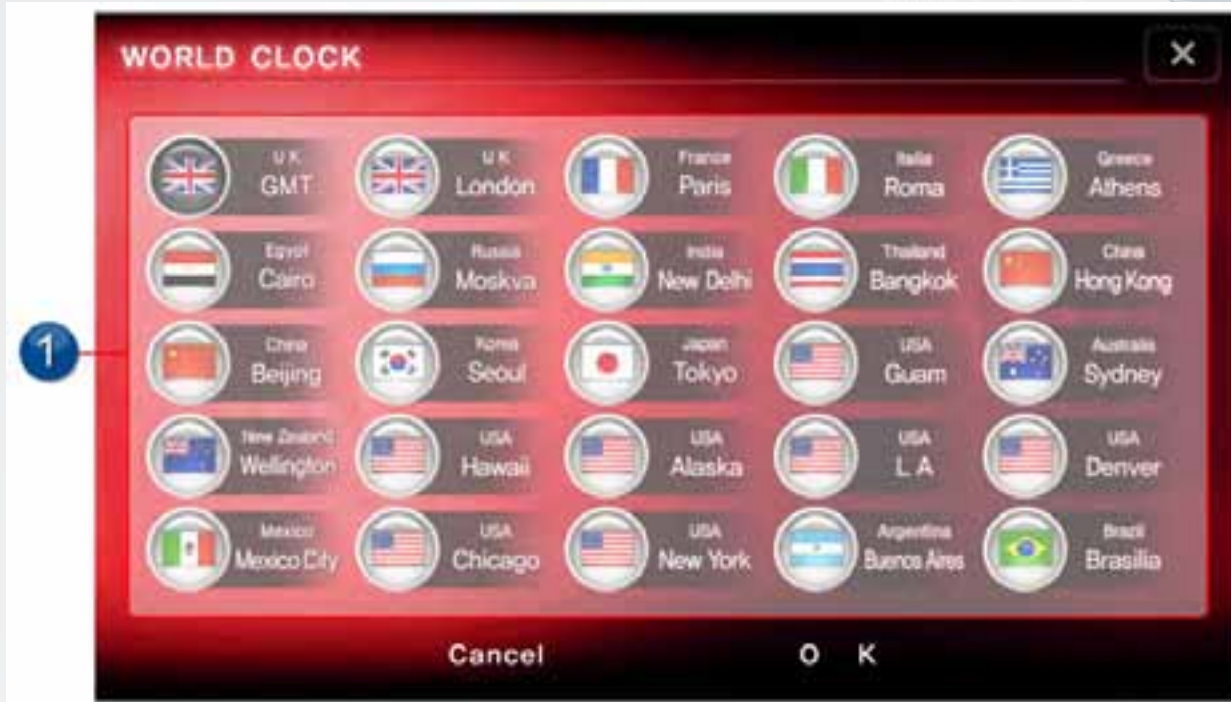 WORLD CLOCK
×
UK
GMT
UK
London
France
Paris
Italia
Roma
Greece
Athens
Egypt
Cairo
Russia
Moskva
India
New Delhi
Thailand
Bangkok
China
Hong Kong
1
China
Beijing
Korea
Seoul
Japan
Tokyo
USA
Guam
Australia
Sydney
New Zealand
Wellington
USA
Hawaii
USA
Alaska
USA
L A
USA
Denver
Mexico
Mexico City
USA
Chicago
USA
New York
Argentina
Buenos Aires
Brazil
Brasilia
Cancel
O K